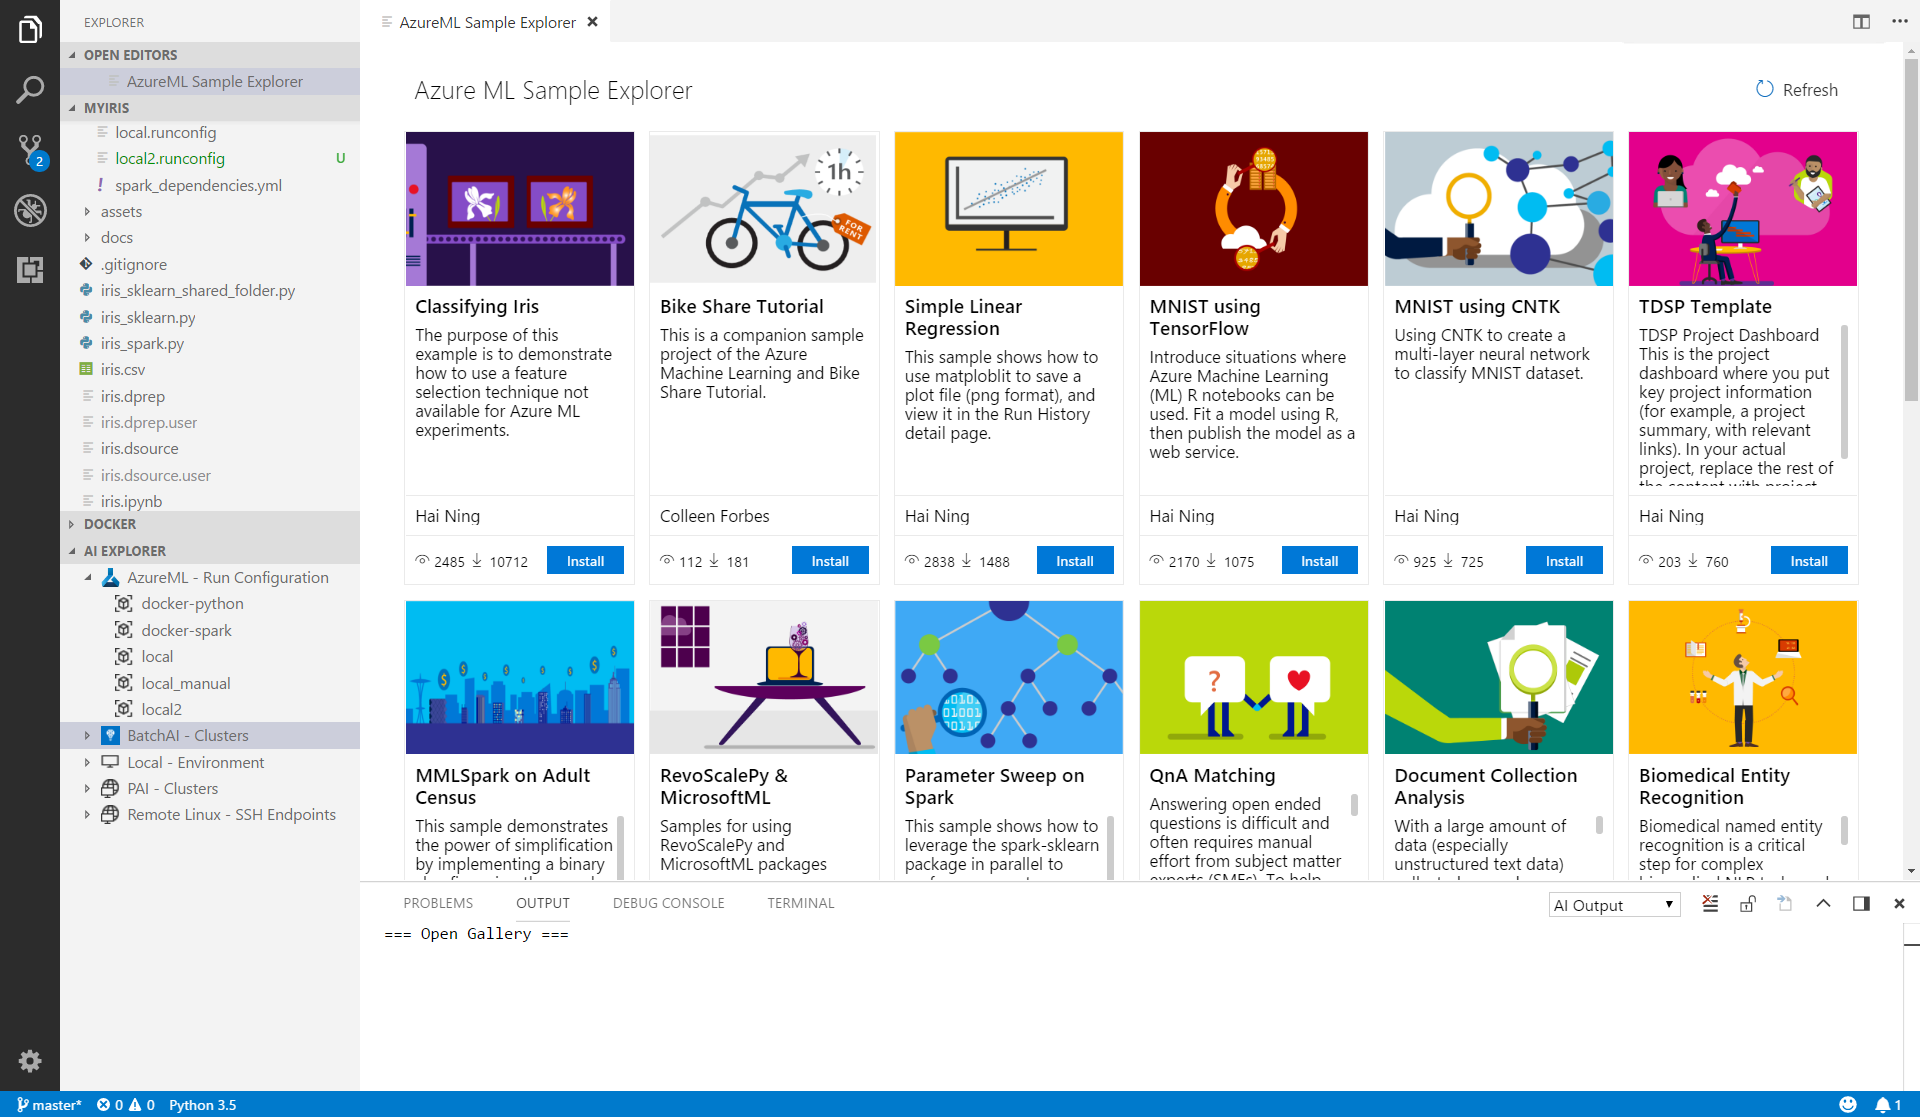 EXPLORER
OPEN EDITORS
AzureML Sample Explorer
MYIRIS
local.runconfig
local2.runconfig U
spark_dependencies.yml
assets
docs
.gitignore
iris_sklearn_shared_folder.py
iris_sklearn.py
iris_spark.py
iris.csv
iris.dprep
iris.dprep.user
iris.dsource
iris.dsource.user
iris.ipynb
DOCKER
AI EXPLORER
AzureML - Run Configuration
docker-python
docker-spark
local
local_manual
local2
BatchAI - Clusters
Local - Environment
PAI - Clusters
Remote Linux - SSH Endpoints
2
AzureML Sample Explorer
Azure ML Sample Explorer
Refresh
Classifying Iris
The purpose of this
example is to demonstrate
how to use a feature
selection technique not
available for Azure ML
experiments.
Hai Ning
2485 10712 Install
1h
FOR
RENT
Bike Share Tutorial
This is a companion sample
project of the Azure
Machine Learning and Bike
Share Tutorial.
Colleen Forbes
112 181 Install
Simple Linear
Regression
This sample shows how to
use matploblit to save a
plot file (png format), and
view it in the Run History
detail page.
Hai Ning
2838 1488 Install
MNIST using
TensorFlow
Introduce situations where
Azure Machine Learning
(ML) R notebooks can be
used. Fit a model using R,
then publish the model as a
web service.
Hai Ning
2170 1075 Install
MNIST using CNTK
Using CNTK to create a
multi-layer neural network
to classify MNIST dataset.
Hai Ning
925 725 Install
TDSP Template
TDSP Project Dashboard
This is the project
dashboard where you put
key project information
(for example, a project
summary, with relevant
links). In your actual
project, replace the rest of
the content with project
Hai Ning
203 760 Install
MMLSpark on Adult
Census
This sample demonstrates
the power of simplification
by implementing a binary
RevoScalePy &
MicrosoftML
Samples for using
RevoScalePy and
MicrosoftML packages
01010
01001
00110
Parameter Sweep on
Spark
This sample shows how to
leverage the spark-sklearn
package in parallel to
?
QnA Matching
Answering open ended
questions is difficult and
often requires manual
effort from subject matter
experts (SMEs). To help
Document Collection
Analysis
With a large amount of
data (especially
unstructured text data)
Biomedical Entity
Recognition
Biomedical named entity
recognition is a critical
step for complex
PROBLEMS OUTPUT DEBUG CONSOLE TERMINAL
AI Output
=== Open Gallery ===
master* 0 0 Python 3.5
1